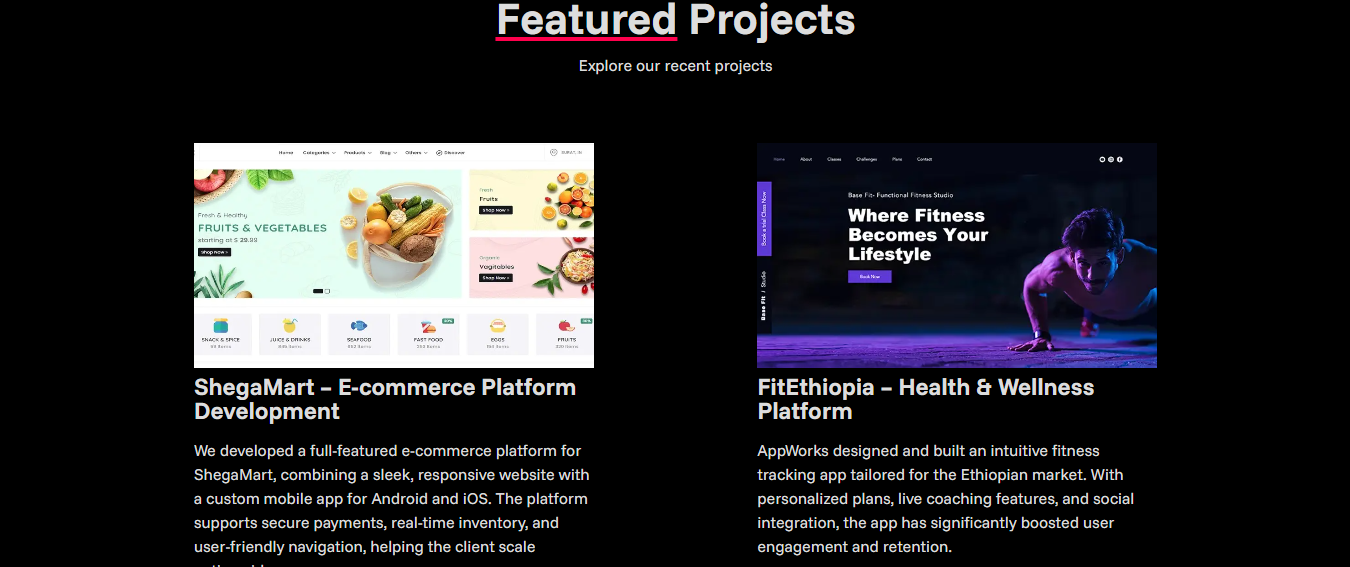 Featured Projects
Explore our recent projects
Home Categories Products Blog Others Discover
SURAT, IN
Fresh & Healthy
FRUITS & VEGETABLES
starting at $ 29.99
Shop Now
Fresh
Fruits
Shop Now
Organic
Vagitables
Shop Now
SNACK & SPICE
JUICE & DRINKS
SEAFOOD
FAST FOOD
EGGS
FRUITS
ShegaMart – E-commerce Platform
Development
We developed a full-featured e-commerce platform for
ShegaMart, combining a sleek, responsive website with
a custom mobile app for Android and iOS. The platform
supports secure payments, real-time inventory, and
user-friendly navigation, helping the client scale
Home About Classes Challenges Plans Contact
Book a trial Class Now
Base Fit / Studio
Base Fit- Functional Fitness Studio
Where Fitness
Becomes Your
Lifestyle
Book Now
FitEthiopia – Health & Wellness
Platform
AppWorks designed and built an intuitive fitness
tracking app tailored for the Ethiopian market. With
personalized plans, live coaching features, and social
integration, the app has significantly boosted user
engagement and retention.